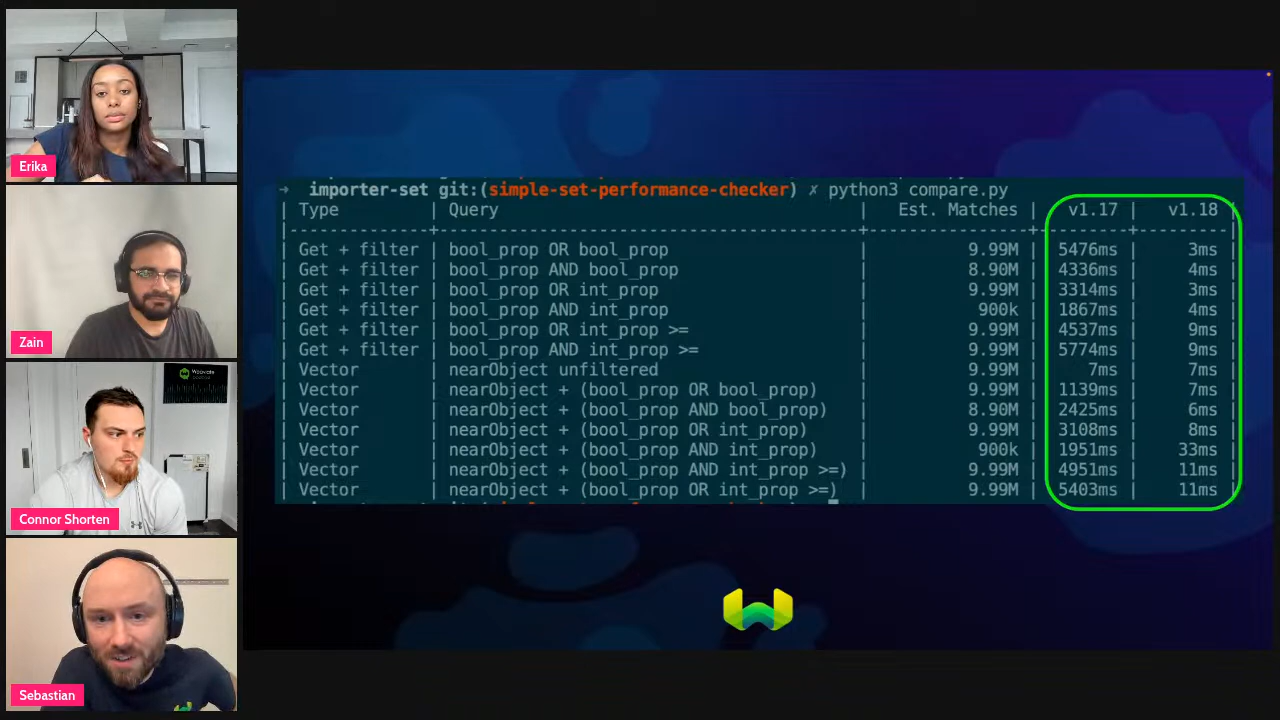 Erika
Zain
Weaviate
Connor Shorten
Sebastian
→ importer-set git:(simple-set-performance-checker) ✗ python3 compare.py
| Type | Query | Est. Matches | v1.17 | v1.18 |
|---------------+-------------------------------------------+----------------+---------+---------|
| Get + filter | bool_prop OR bool_prop | 9.99M | 5476ms | 3ms |
| Get + filter | bool_prop AND bool_prop | 8.90M | 4336ms | 4ms |
| Get + filter | bool_prop OR int_prop | 9.99M | 3314ms | 3ms |
| Get + filter | bool_prop AND int_prop | 900k | 1867ms | 4ms |
| Get + filter | bool_prop OR int_prop >= | 9.99M | 4537ms | 9ms |
| Get + filter | bool_prop AND int_prop >= | 9.99M | 5774ms | 9ms |
| Vector | nearObject unfiltered | 9.99M | 7ms | 7ms |
| Vector | nearObject + (bool_prop OR bool_prop) | 9.99M | 1139ms | 7ms |
| Vector | nearObject + (bool_prop AND bool_prop) | 8.90M | 2425ms | 6ms |
| Vector | nearObject + (bool_prop OR int_prop) | 9.99M | 3108ms | 8ms |
| Vector | nearObject + (bool_prop AND int_prop) | 900k | 1951ms | 33ms |
| Vector | nearObject + (bool_prop AND int_prop >=) | 9.99M | 4951ms | 11ms |
| Vector | nearObject + (bool_prop OR int_prop >=) | 9.99M | 5403ms | 11ms |